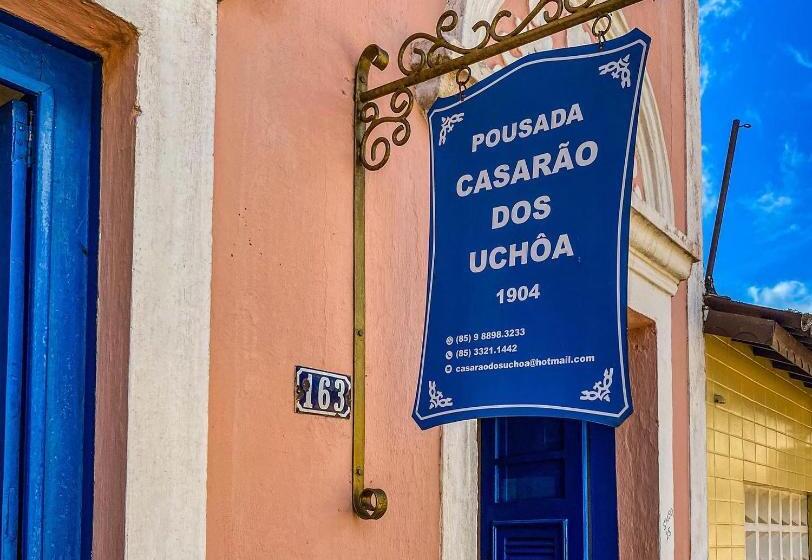 POUSADA
CASARÃO
DOS
UCHÔA
1904
(85) 9 8898.3233
(85) 3321.1442
casaraodosuchoa@hotmail.com
163